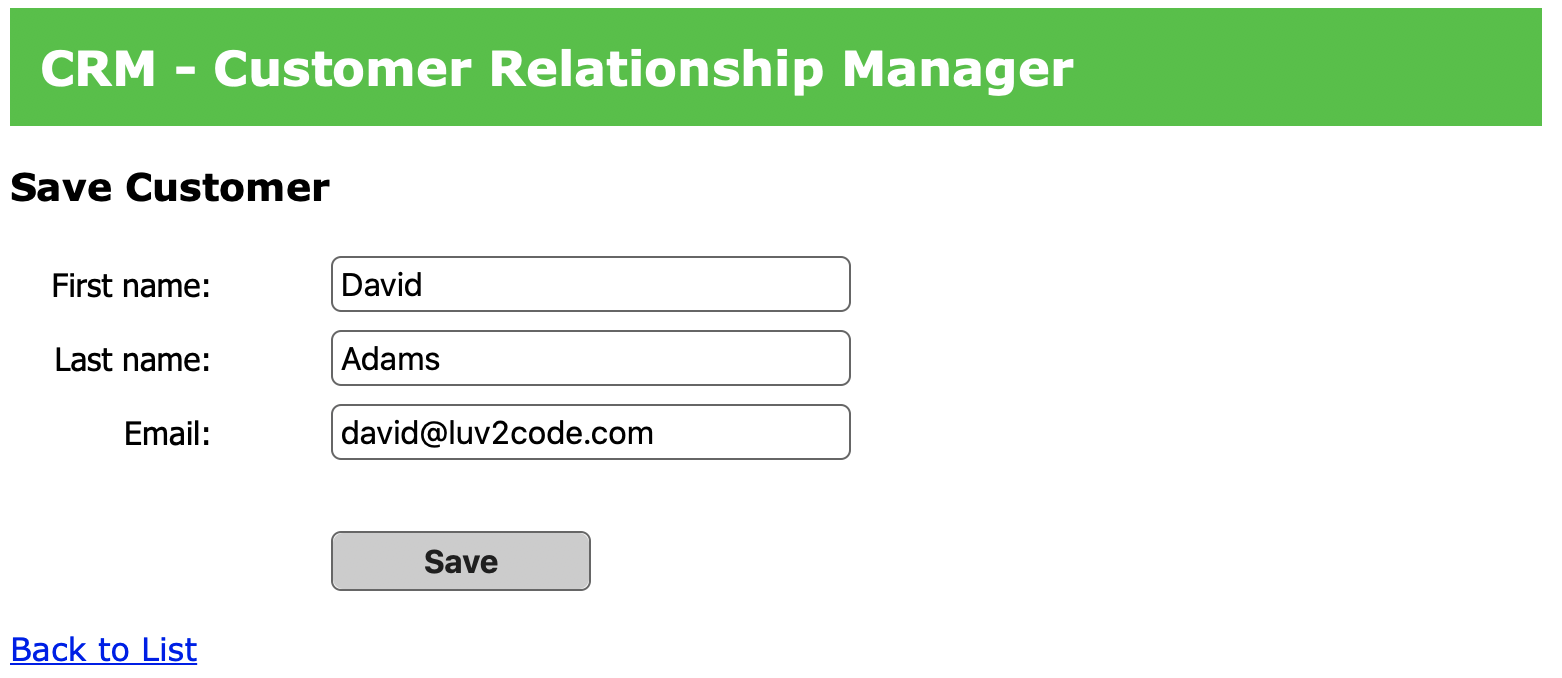 CRM - Customer Relationship Manager
Save Customer
First name: David
Last name: Adams
Email: david@luv2code.com
Save
Back to List